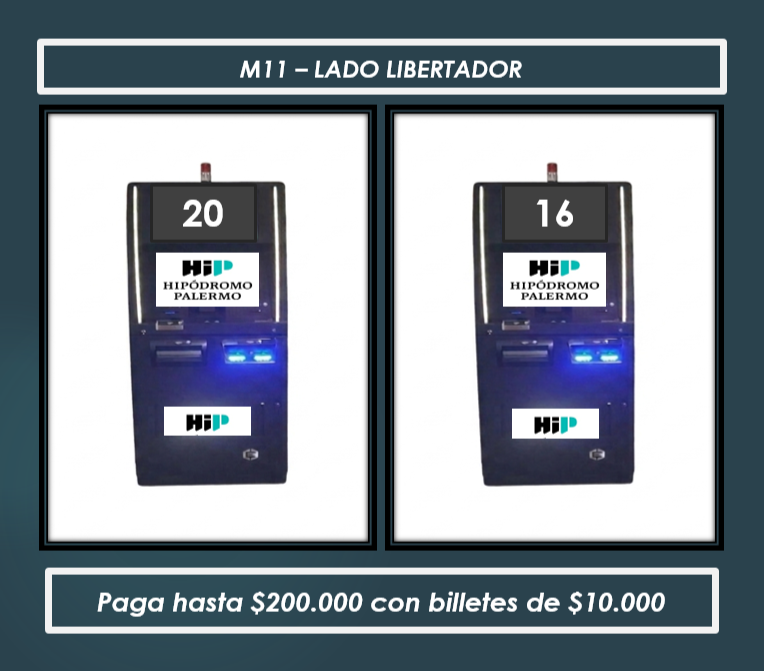 M11 – LADO LIBERTADOR
20
HiP
HIPÓDROMO
PALERMO
HiP
16
HiP
HIPÓDROMO
PALERMO
HiP
Paga hasta $200.000 con billetes de $10.000